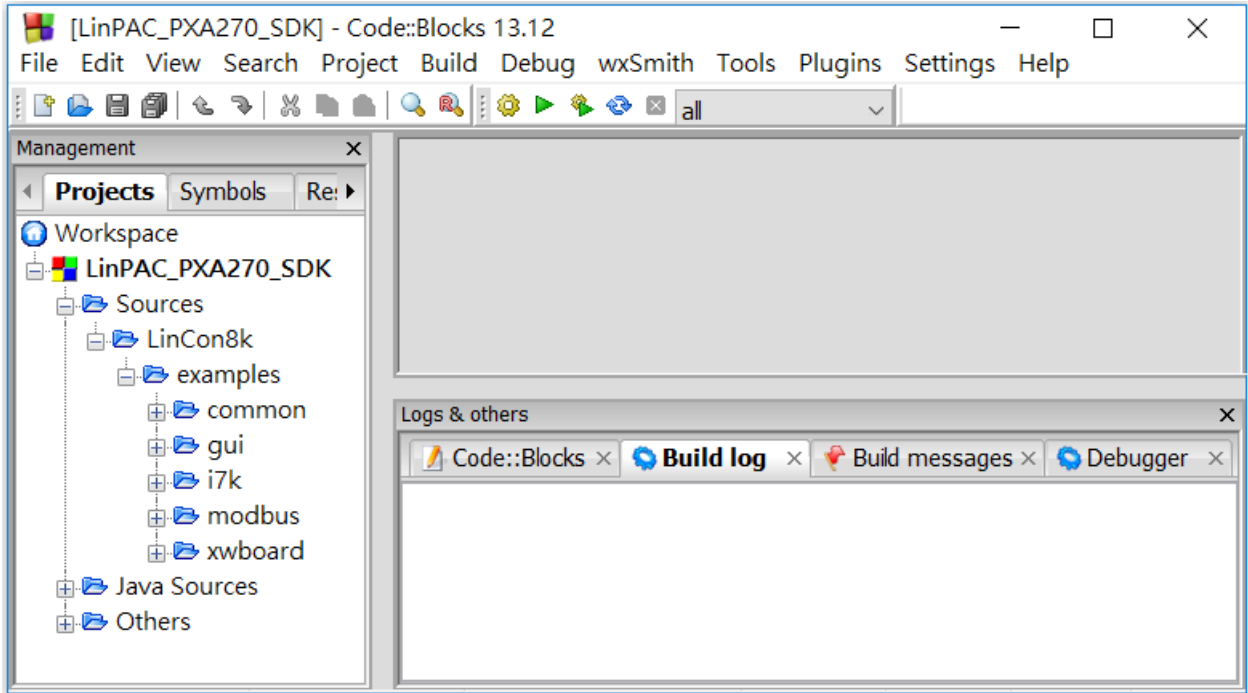 [LinPAC_PXA270_SDK] - Code::Blocks 13.12
File Edit View Search Project Build Debug wxSmith Tools Plugins Settings Help
all
Management
Projects Symbols Re
Workspace
LinPAC_PXA270_SDK
Sources
LinCon8k
examples
common
gui
i7k
modbus
xwboard
Java Sources
Others
Logs & others
Code::Blocks Build log Build messages Debugger